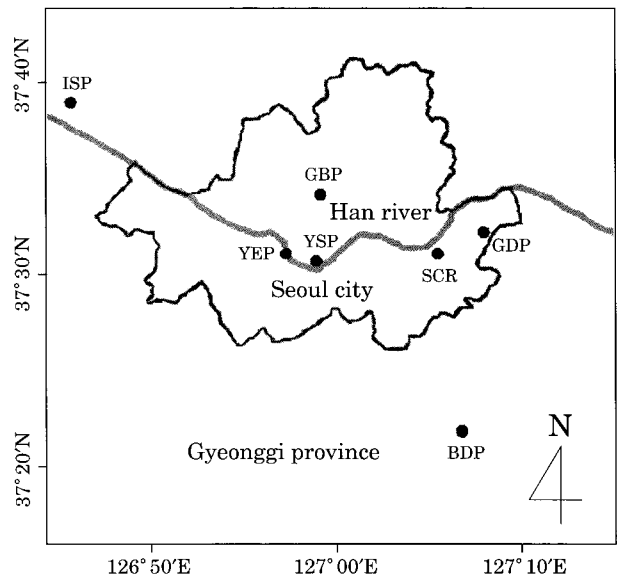 37°40′N
37°30′N
37°20′N
ISP
GBP
Han river
YSP
YEP
GDP
SCR
Seoul city
N
BDP
Gyeonggi province
126°50′E
127°00′E
127°10′E